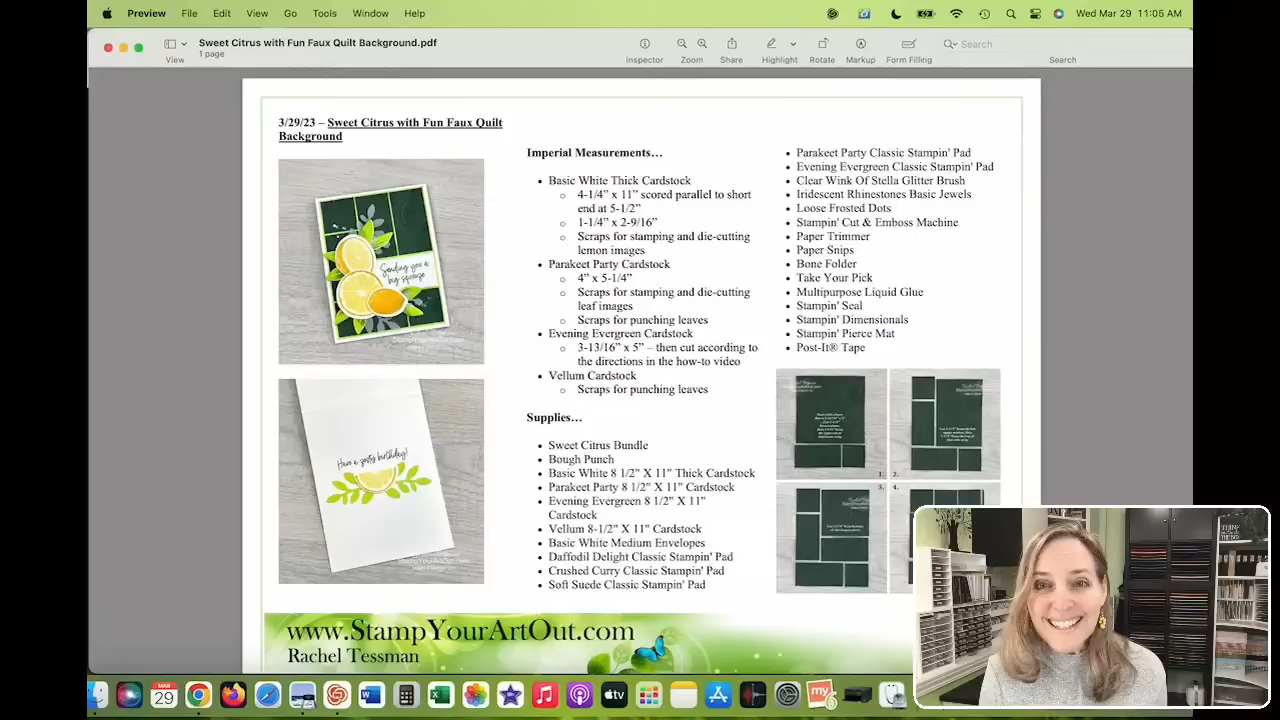 Preview File Edit View Go Tools Window Help Wed Mar 29 11:05 AM
Sweet Citrus with Fun Faux Quilt Background.pdf
1 page
View Inspector Zoom Share Highlight Rotate Markup Form Filling Search
Search
3/29/23 – Sweet Citrus with Fun Faux Quilt
Background
Sending you a
big squeeze
Have a zesty birthday!
Imperial Measurements…
• Basic White Thick Cardstock
o 4-1/4” x 11” scored parallel to short
end at 5-1/2”
o 1-1/4” x 2-9/16”
o Scraps for stamping and die-cutting
lemon images
• Parakeet Party Cardstock
o 4” x 5-1/4”
o Scraps for stamping and die-cutting
leaf images
o Scraps for punching leaves
• Evening Evergreen Cardstock
o 3-13/16” x 5” – then cut according to
the directions in the how-to video
• Vellum Cardstock
o Scraps for punching leaves
Supplies…
• Sweet Citrus Bundle
• Bough Punch
• Basic White 8 1/2" X 11" Thick Cardstock
• Parakeet Party 8 1/2" X 11" Cardstock
• Evening Evergreen 8 1/2" X 11"
Cardstock
• Vellum 8-1/2" X 11" Cardstock
• Basic White Medium Envelopes
• Daffodil Delight Classic Stampin' Pad
• Crushed Curry Classic Stampin' Pad
• Soft Suede Classic Stampin' Pad
• Parakeet Party Classic Stampin' Pad
• Evening Evergreen Classic Stampin' Pad
• Clear Wink Of Stella Glitter Brush
• Iridescent Rhinestones Basic Jewels
• Loose Frosted Dots
• Stampin' Cut & Emboss Machine
• Paper Trimmer
• Paper Snips
• Bone Folder
• Take Your Pick
• Multipurpose Liquid Glue
• Stampin' Seal
• Stampin' Dimensionals
• Stampin' Pierce Mat
• Post-It® Tape
1. 2.
3. 4.
www.StampYourArtOut.com
Rachel Tessman
MAR
29
W
X
tv
A
my
THINK
THE BOX